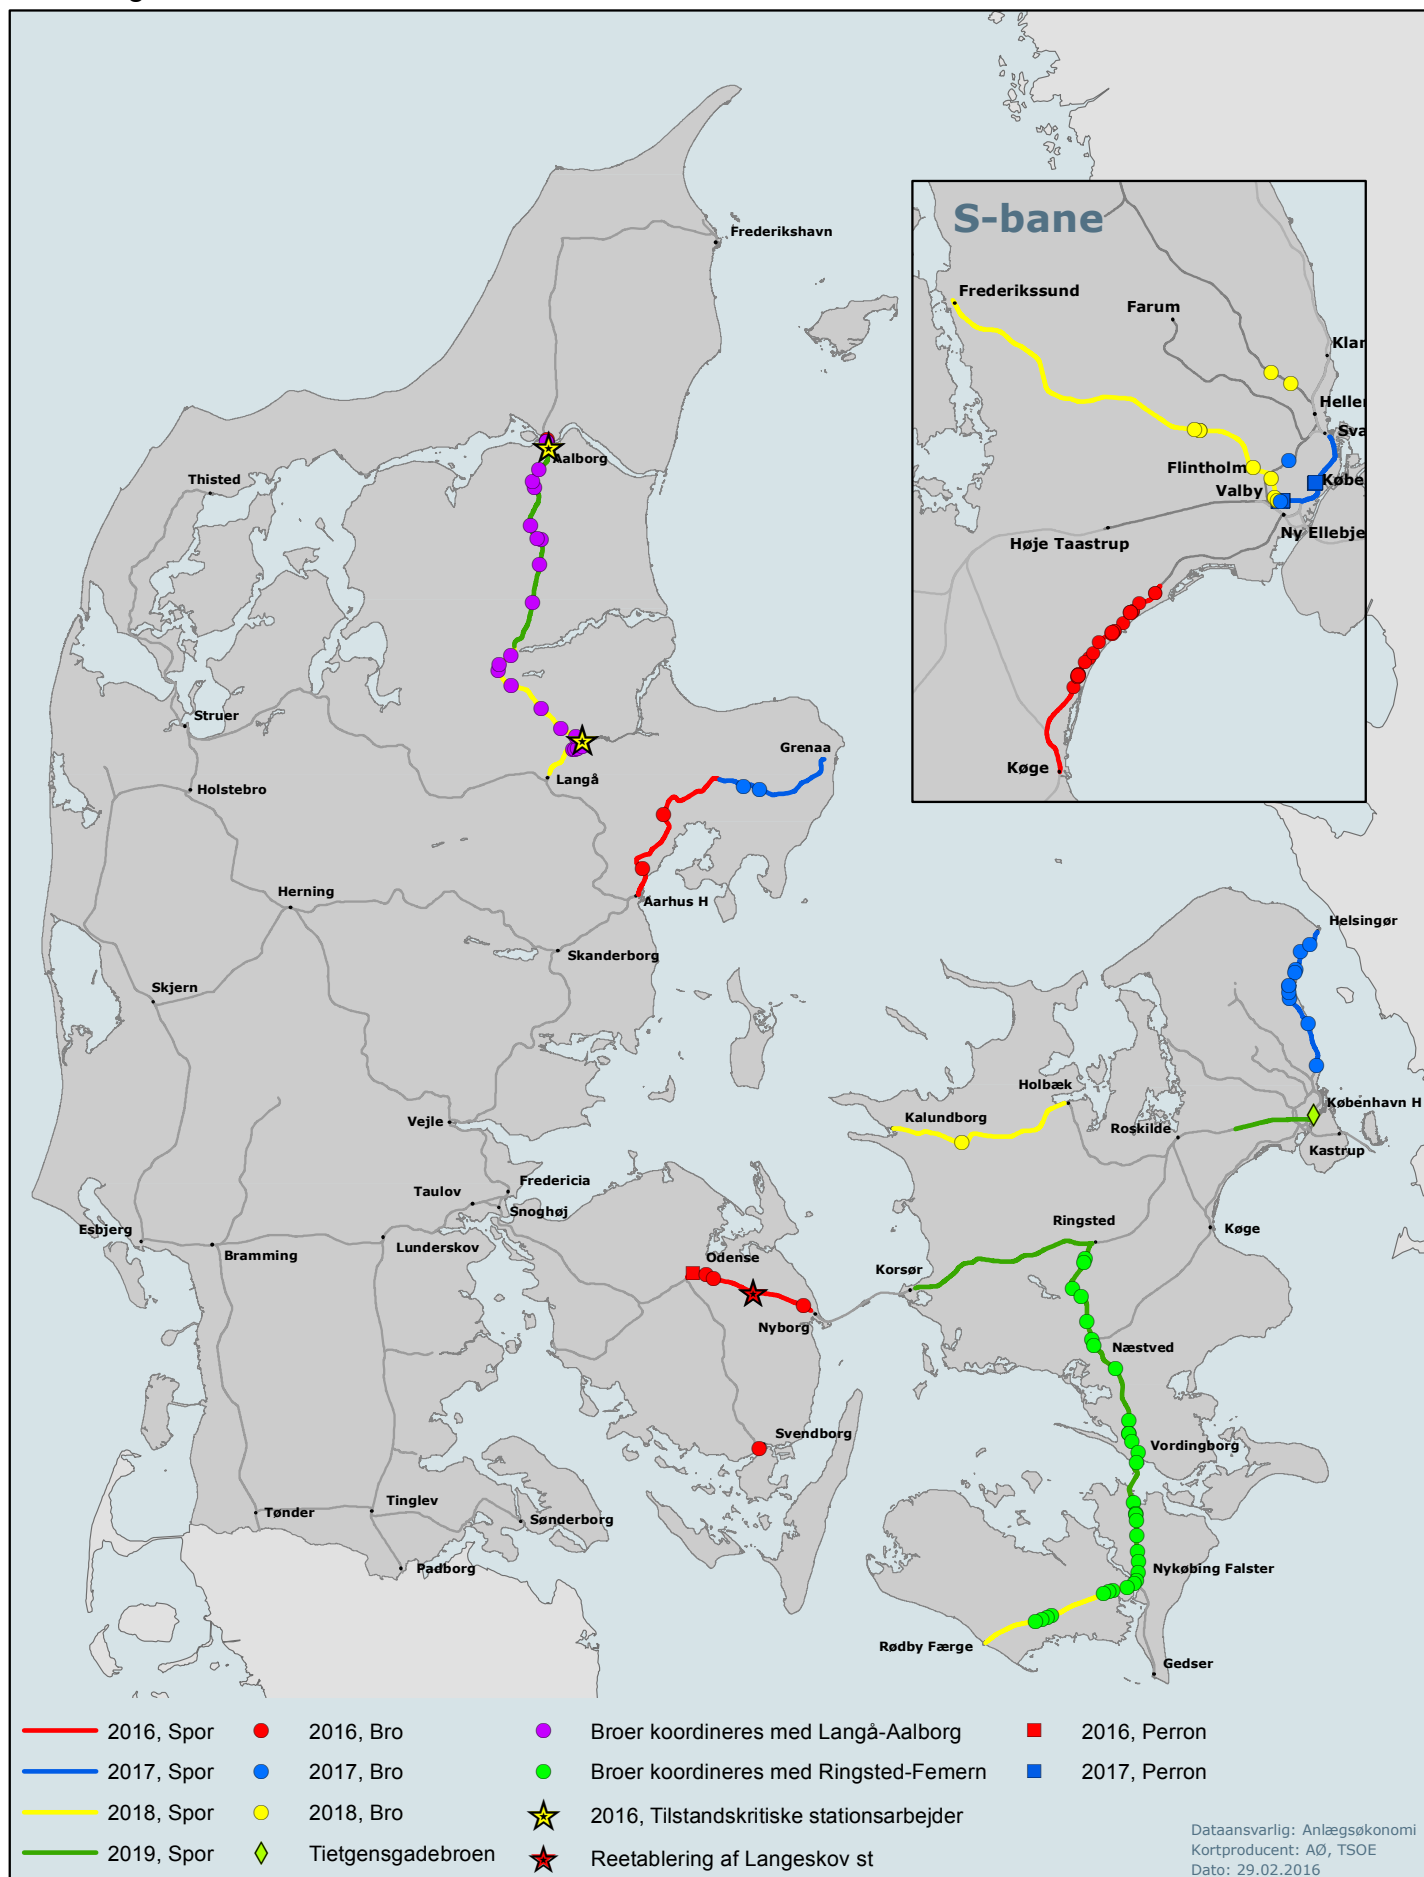 Frederikshavn
S-bane
Frederikssund
Farum
Klar
Heller
Sva
Flintholm
Købe
Valby
Ny Ellebje
Høje Taastrup
Køge
Aalborg
Thisted
Struer
Grenaa
Langå
Holstebro
Herning
Aarhus H
Helsingør
Skanderborg
Skjern
Holbæk
København H
Kalundborg
Vejle
Roskilde
Kastrup
Fredericia
Taulov
Snoghøj
Ringsted
Køge
Esbjerg
Bramming
Lunderskov
Odense
Korsør
Nyborg
Næstved
Svendborg
Vordingborg
Tønder
Tinglev
Sønderborg
Padborg
Nykøbing Falster
Rødby Færge
Gedser
2016, Spor 2016, Bro Broer koordineres med Langå-Aalborg 2016, Perron
2017, Spor 2017, Bro Broer koordineres med Ringsted-Femern 2017, Perron
2018, Spor 2018, Bro 2016, Tilstandskritiske stationsarbejder
2019, Spor Tietgensgadebroen Reetablering af Langeskov st
Dataansvarlig: Anlægsøkonomi
Kortproducent: AØ, TSOE
Dato: 29.02.2016